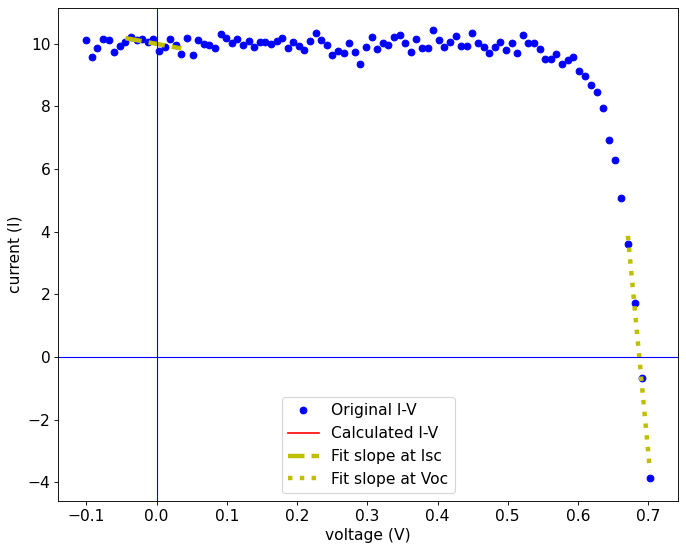 10
8
6
4
2
0
−2
−4
current (I)
Original I-V
Calculated I-V
Fit slope at Isc
Fit slope at Voc
−0.1 0.0 0.1 0.2 0.3 0.4 0.5 0.6 0.7
voltage (V)